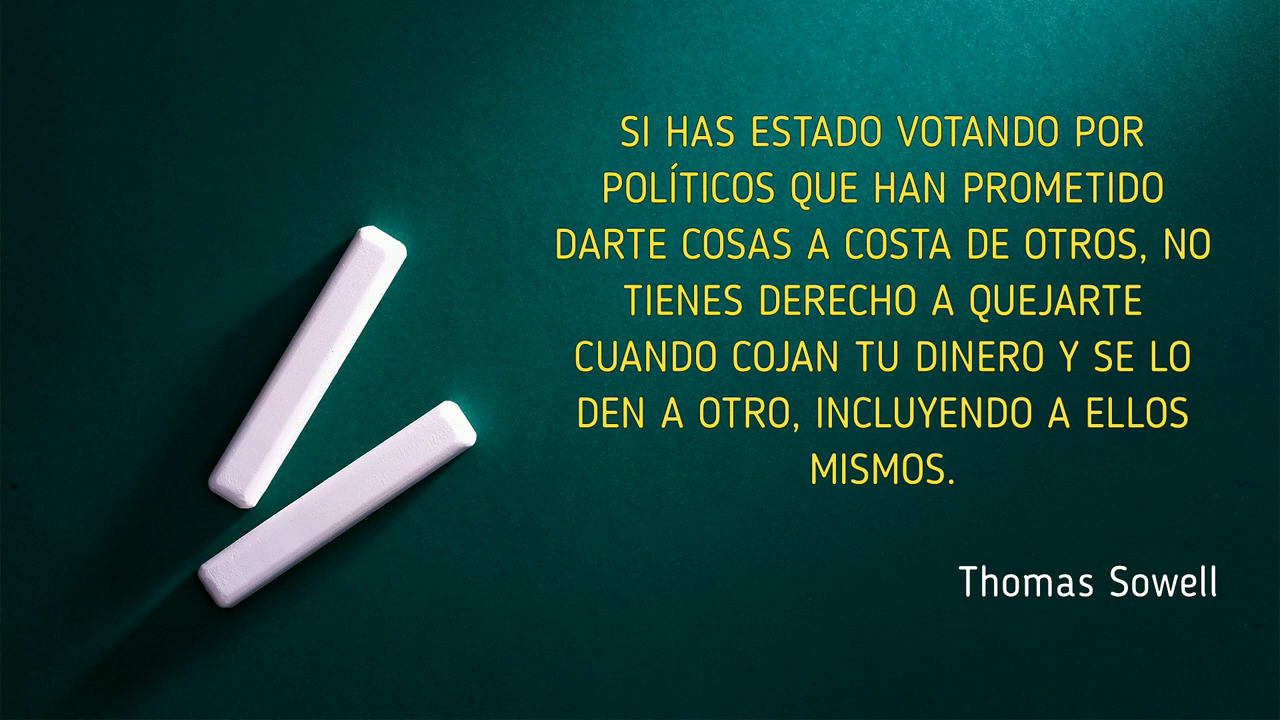 SI HAS ESTADO VOTANDO POR
POLÍTICOS QUE HAN PROMETIDO
DARTE COSAS A COSTA DE OTROS, NO
TIENES DERECHO A QUEJARTE
CUANDO COJAN TU DINERO Y SE LO
DEN A OTRO, INCLUYENDO A ELLOS
MISMOS.
Thomas Sowell